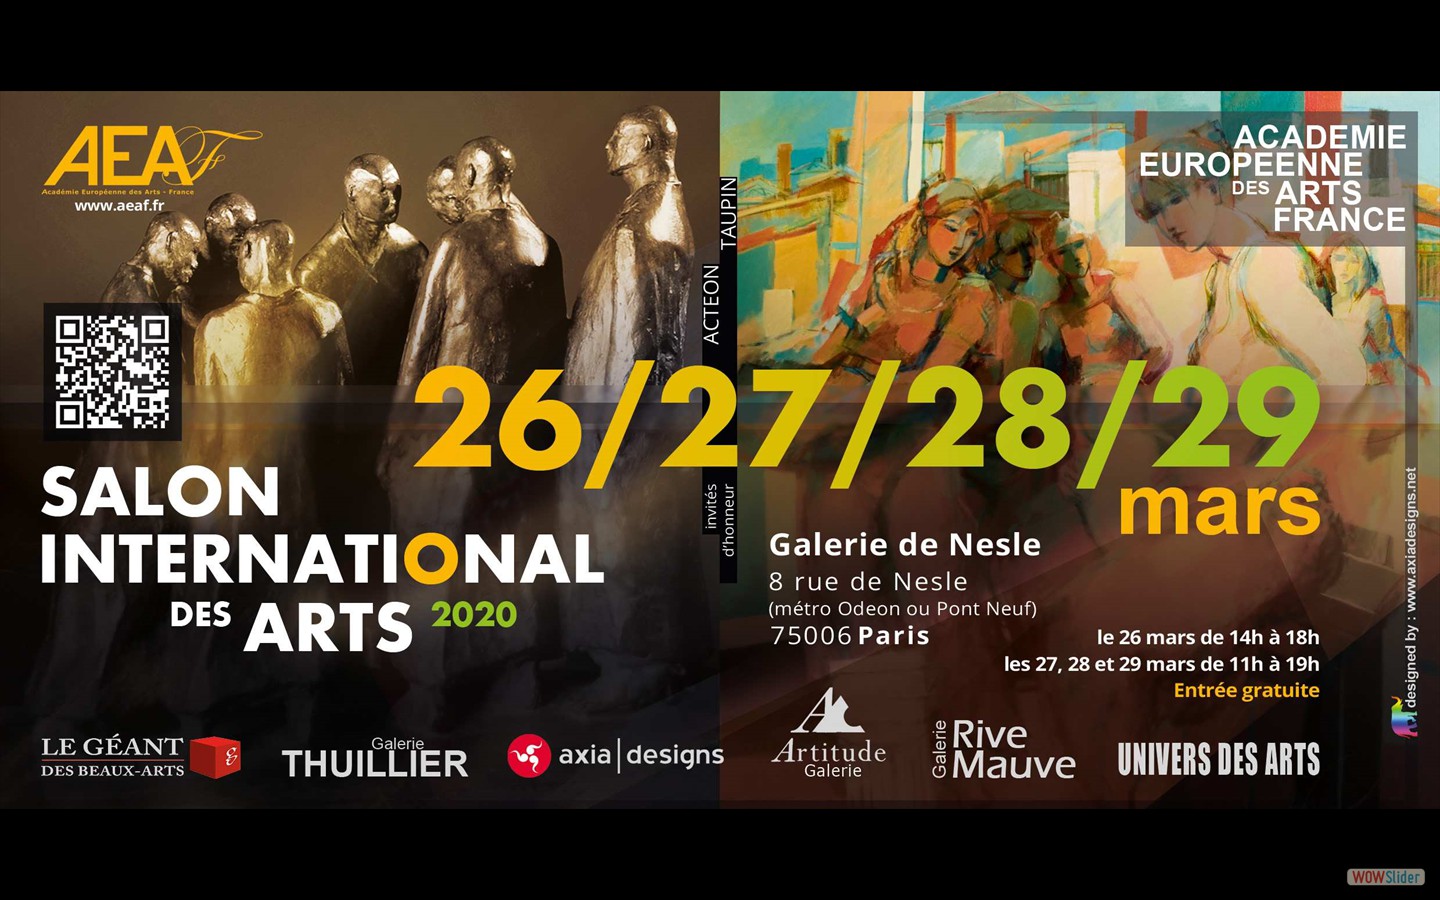 AEAF
Académie Européenne des Arts - France
www.aeaf.fr
ACADEMIE
EUROPEENNE
DES ARTS
FRANCE
ACTEON
TAUPIN
invités
d'honneur
26/27/28/29
mars
SALON
INTERNATIONAL
DES ARTS 2020
Galerie de Nesle
8 rue de Nesle
(métro Odeon ou Pont Neuf)
75006 Paris
le 26 mars de 14h à 18h
les 27, 28 et 29 mars de 11h à 19h
Entrée gratuite
designed by : www.axiadesigns.net
LE GÉANT
DES BEAUX-ARTS
Galerie
THUILLIER
axia|designs
Artitude
Galerie
Galerie
Rive
Mauve
UNIVERS DES ARTS
WOWSlider